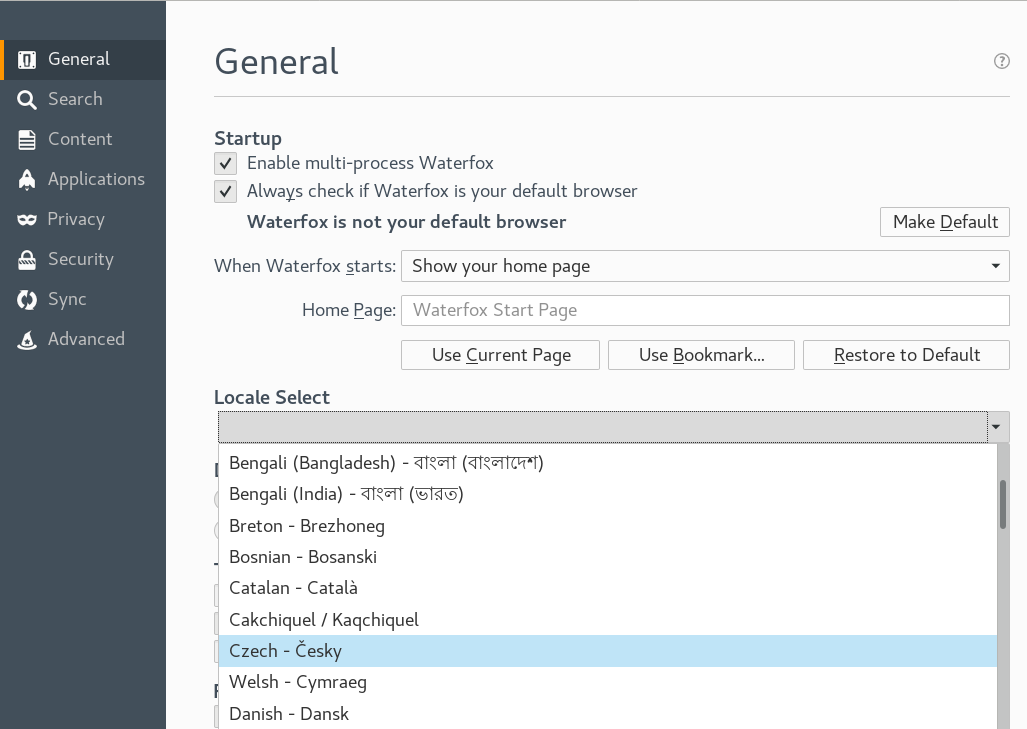 General
Search
Content
Applications
Privacy
Security
Sync
Advanced
General
?
Startup
Enable multi-process Waterfox
Always check if Waterfox is your default browser
Waterfox is not your default browser
Make Default
When Waterfox starts:
Show your home page
Home Page:
Waterfox Start Page
Use Current Page
Use Bookmark...
Restore to Default
Locale Select
Bengali (Bangladesh) - বাংলা (বাংলাদেশ)
Bengali (India) - বাংলা (ভারত)
Breton - Brezhoneg
Bosnian - Bosanski
Catalan - Català
Cakchiquel / Kaqchiquel
Czech - Česky
Welsh - Cymraeg
Danish - Dansk